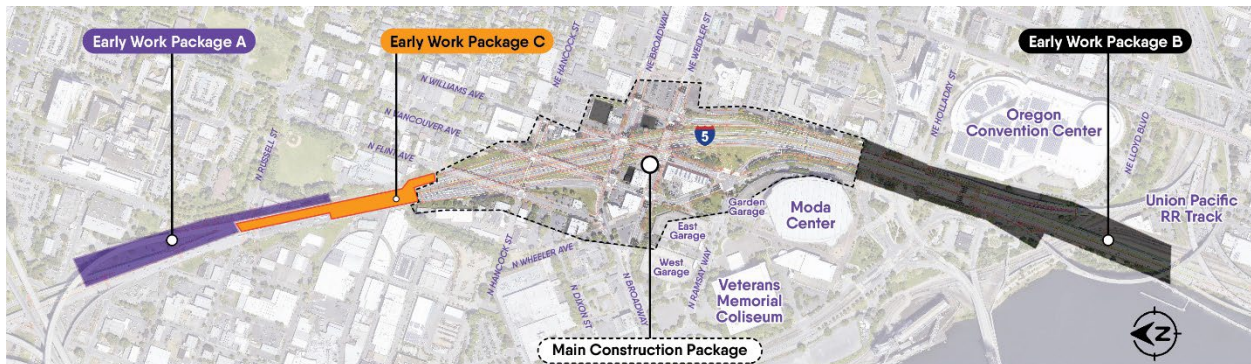 Early Work Package A
Early Work Package C
Early Work Package B
NE HANCOCK ST
NE BROADWAY
NE WEIDLER ST
N WILLIAMS AVE
N VANCOUVER AVE
N FLINT AVE
N RUSSELL ST
5
NE HOLLADAY ST
Oregon
Convention Center
NE LLOYD BLVD
Union Pacific
RR Track
Garden
Garage
Moda
Center
East
Garage
West
Garage
N HANCOCK ST
N WHEELER AVE
N DIXON ST
N BROADWAY
N RAMSAY WAY
Veterans
Memorial
Coliseum
Main Construction Package
Z